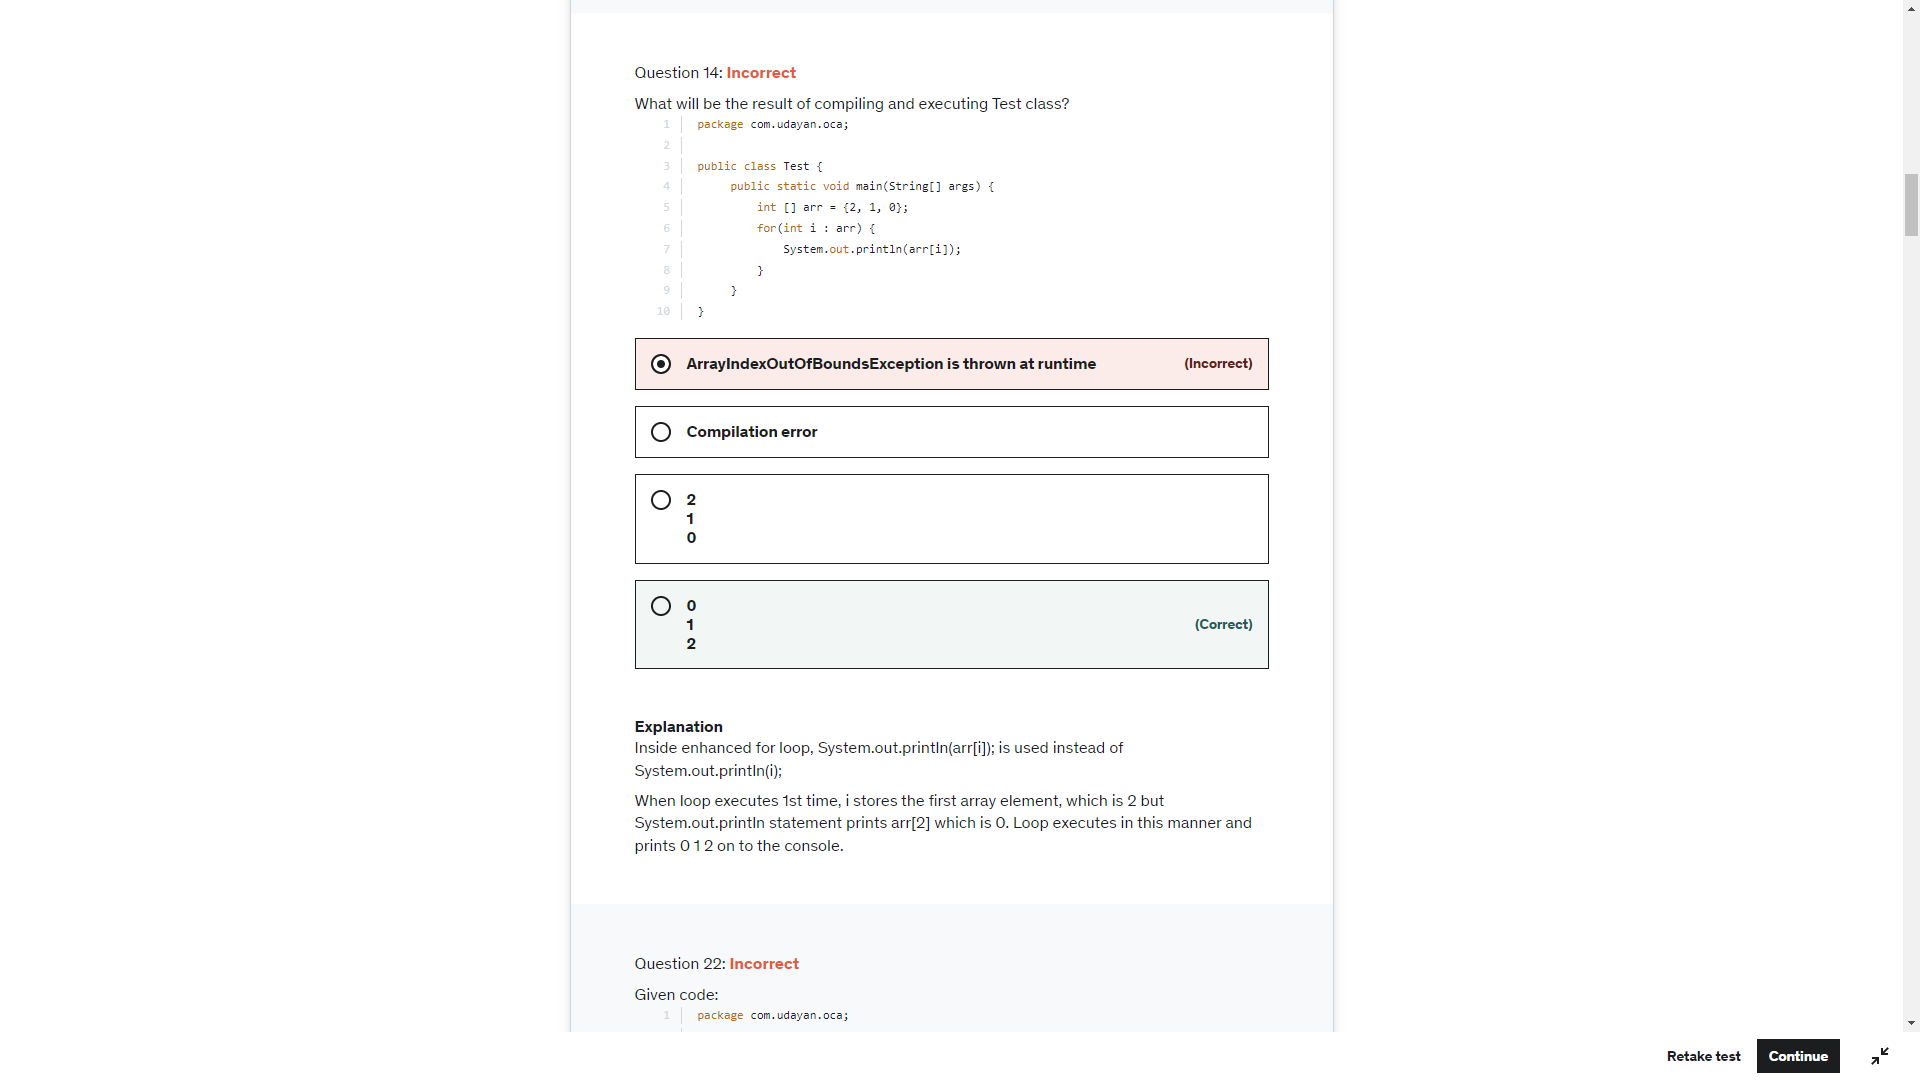 Question 14: Incorrect
What will be the result of compiling and executing Test class?
1 package com.udayan.oca;
2
3 public class Test {
4 public static void main(String[] args) {
5 int [] arr = {2, 1, 0};
6 for(int i : arr) {
7 System.out.println(arr[i]);
8 }
9 }
10 }
ArrayIndexOutOfBoundsException is thrown at runtime (Incorrect)
Compilation error
2
1
0
0
1 (Correct)
2
Explanation
Inside enhanced for loop, System.out.println(arr[i]); is used instead of
System.out.println(i);
When loop executes 1st time, i stores the first array element, which is 2 but
System.out.println statement prints arr[2] which is 0. Loop executes in this manner and
prints 0 1 2 on to the console.
Question 22: Incorrect
Given code:
1 package com.udayan.oca;
Retake test Continue